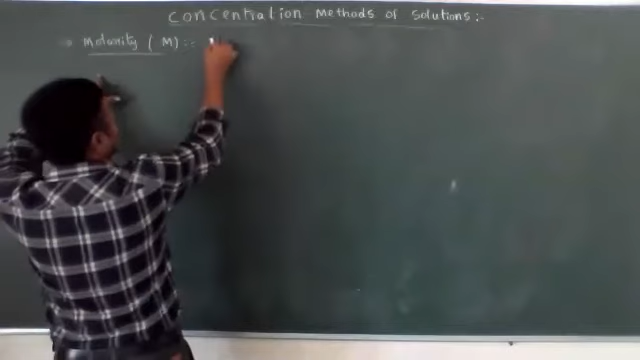 Concentration Methods of Solutions:-
→ Molarity (M):-